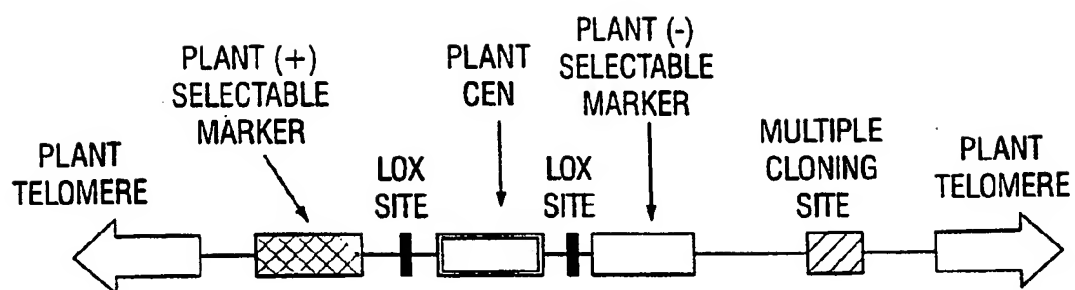 PLANT
TELOMERE
PLANT (+)
SELECTABLE
MARKER
LOX
SITE
PLANT
CEN
LOX
SITE
PLANT (-)
SELECTABLE
MARKER
MULTIPLE
CLONING
SITE
PLANT
TELOMERE